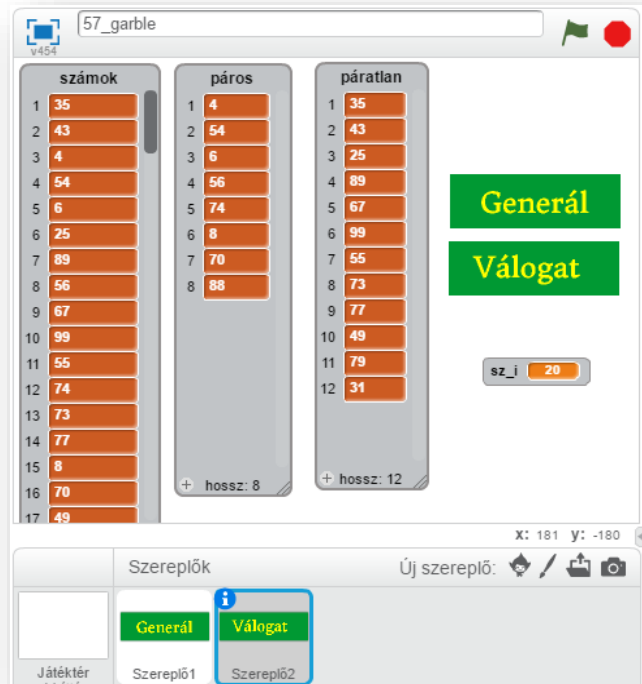 57_garble
v454
számok
1 35
2 43
3 4
4 54
5 6
6 25
7 89
8 56
9 67
10 99
11 55
12 74
13 73
14 77
15 8
16 70
17 49
páros
1 4
2 54
3 6
4 56
5 74
6 8
7 70
8 88
+ hossz: 8
páratlan
1 35
2 43
3 25
4 89
5 67
6 99
7 55
8 73
9 77
10 49
11 79
12 31
+ hossz: 12
Generál
Válogat
sz_i 20
x: 181 y: -180
Szereplők
Új szereplő:
Játéktér
Generál
Szereplő1
Válogat
Szereplő2